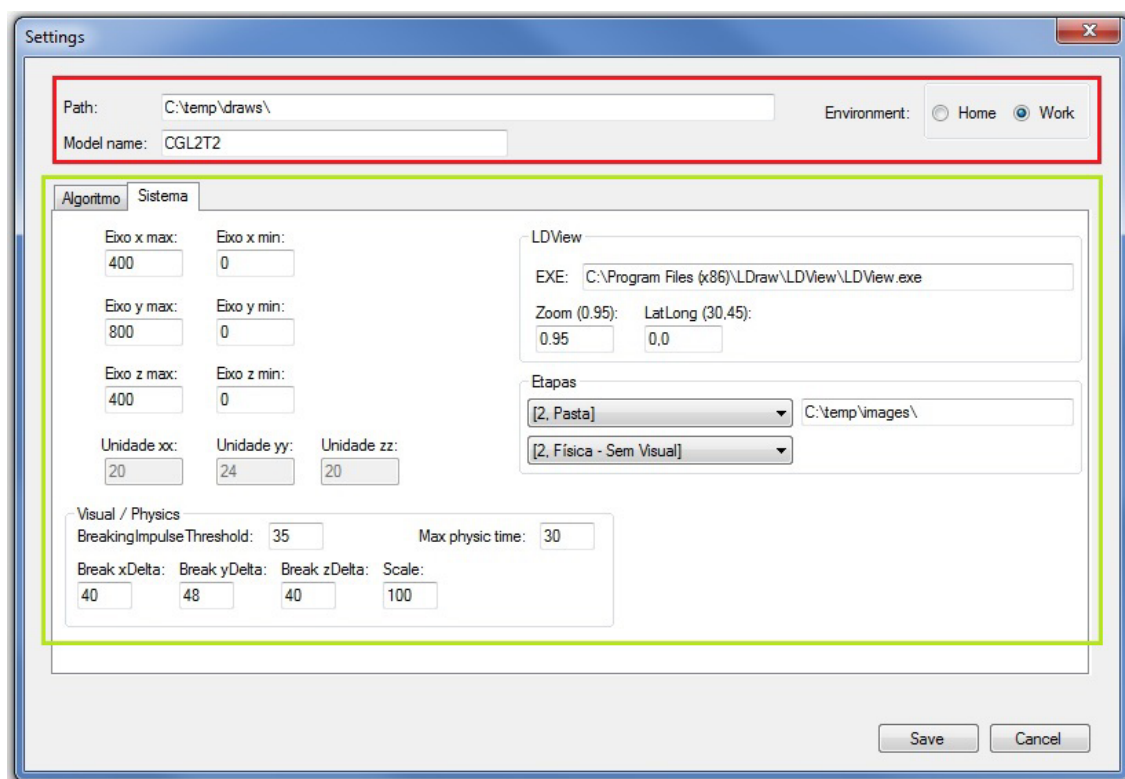 Settings
Path: C:\temp\draws\ Environment: Home Work
Model name: CGL2T2
Algoritmo Sistema
Eixo x max: Eixo x min:
400 0
Eixo y max: Eixo y min:
800 0
Eixo z max: Eixo z min:
400 0
Unidade xx: Unidade yy: Unidade zz:
20 24 20
LDView
EXE: C:\Program Files (x86)\LDraw\LDView\LDView.exe
Zoom (0.95): LatLong (30,45):
0.95 0,0
Etapas
[2, Pasta] C:\temp\images\
[2, Física - Sem Visual]
Visual / Physics
BreakingImpulseThreshold: 35 Max physic time: 30
Break xDelta: Break yDelta: Break zDelta: Scale:
40 48 40 100
Save Cancel